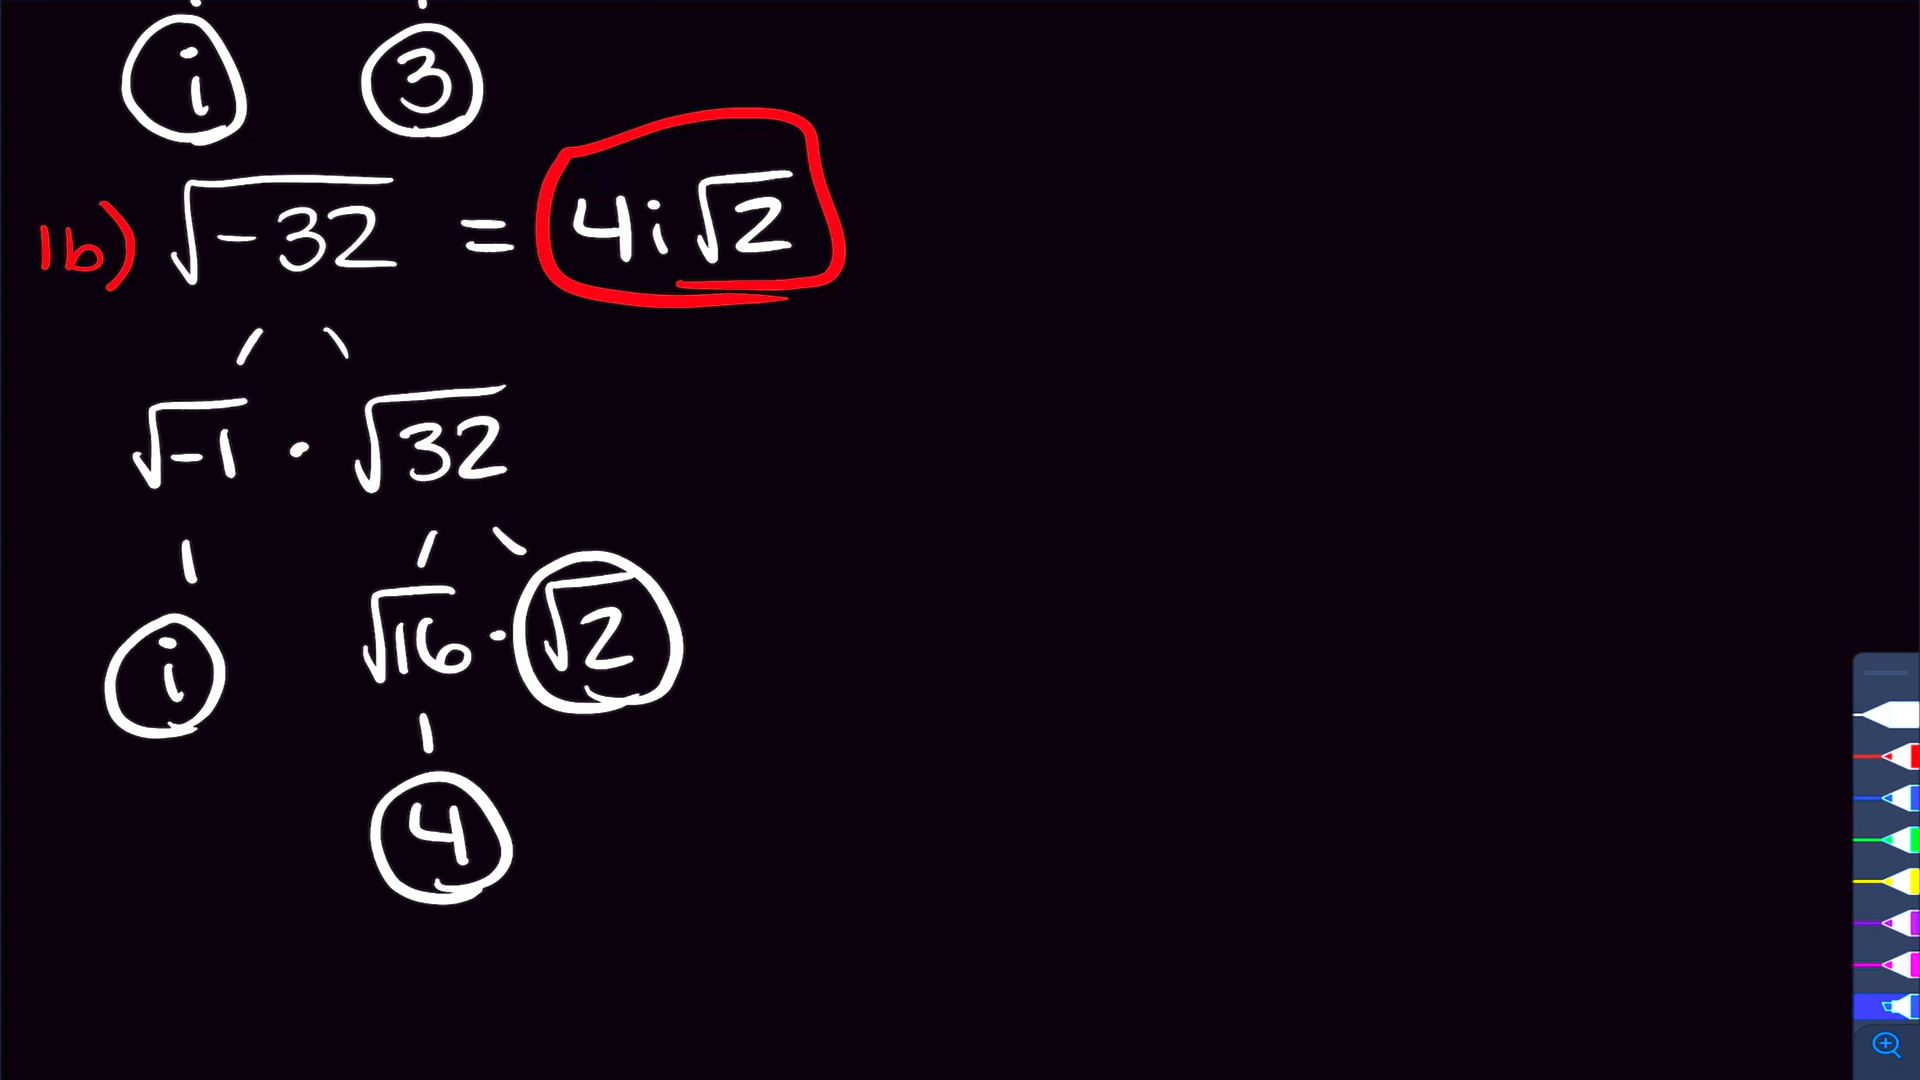 i 3
1b) √-32 = 4i√2
√-1 · √32
√16 · √2
i
4